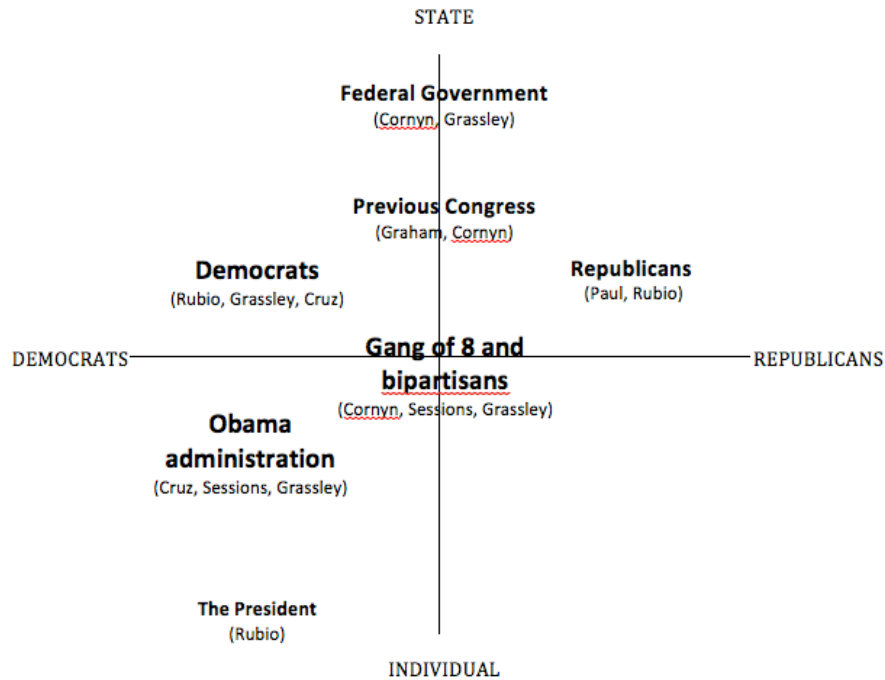 STATE
Federal Government
(Cornyn, Grassley)
Previous Congress
(Graham, Cornyn)
Democrats
(Rubio, Grassley, Cruz)
Republicans
(Paul, Rubio)
DEMOCRATS
Gang of 8 and
bipartisans
(Cornyn, Sessions, Grassley)
REPUBLICANS
Obama
administration
(Cruz, Sessions, Grassley)
The President
(Rubio)
INDIVIDUAL